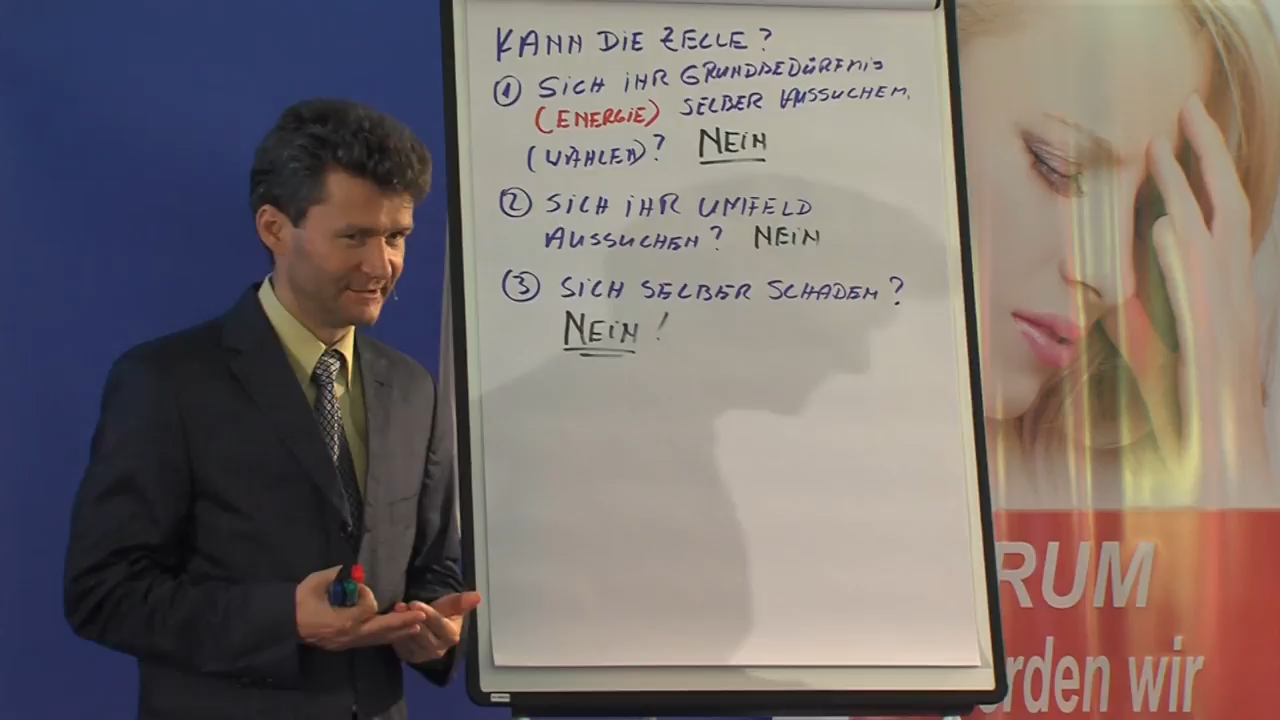 KANN DIE ZELLE?
① SICH IHR GRUNDBEDÜRFNIS
(ENERGIE) SELBER AUSSUCHEN,
(WÄHLEN)? NEIN
② SICH IHR UMFELD
AUSSUCHEN? NEIN
③ SICH SELBER SCHADEN?
NEIN!
RUM
rden wir